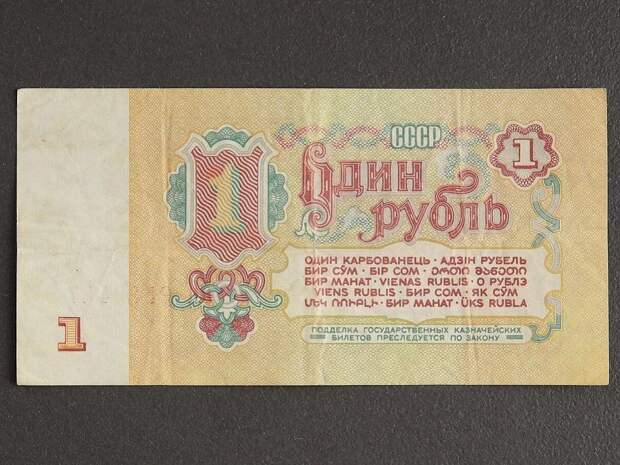 СССР
1
1
Один
рубль
ОДИН КАРБОВАНЕЦЬ · АДЗІН РУБЕЛЬ
БИР СЎМ · БІР СОМ · ᲔᲠᲗᲘ ᲛᲐᲜᲔᲗᲘ
БИР МАНАТ · VIENAS RUBLIS · О РУБЛЭ
VIENS RUBLIS · БИР СОМ · ЯК СЎМ
ՄԵԿ ՌՈՒԲԼԻ · БИР МАНАТ · ÜKS RUBLA
ПОДДЕЛКА ГОСУДАРСТВЕННЫХ КАЗНАЧЕЙСКИХ
БИЛЕТОВ ПРЕСЛЕДУЕТСЯ ПО ЗАКОНУ
1